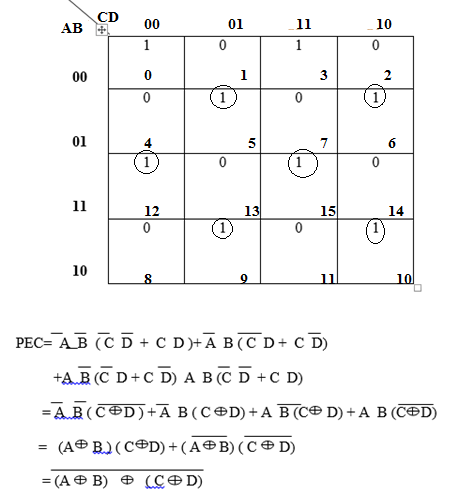 CD
AB 00 01 11 10
1 0 1 0
00 0 1 3 2
0 1 0 1
01 4 5 7 6
1 0 1 0
11 12 13 15 14
0 1 0 1
10 8 9 11 10
PEC= A̅ B̅ (C̅ D̅ + C D)+A̅ B (C̅ D̅ + C D̅)
+A B̅ (C̅ D + C D̅) A B (C̅ D̅ + C D)
= A̅ B̅ ( C̅⊕̅D̅ ) + A̅ B ( C⊕D) + A B̅ (C⊕ D) + A B (C̅⊕̅D̅)
= (A⊕ B ) ( C⊕D) + ( A̅⊕̅B̅) ( C̅ ⊕̅ D̅)
= (A̅ ⊕̅ B̅) ⊕̅ (C̅ ⊕̅ D̅)